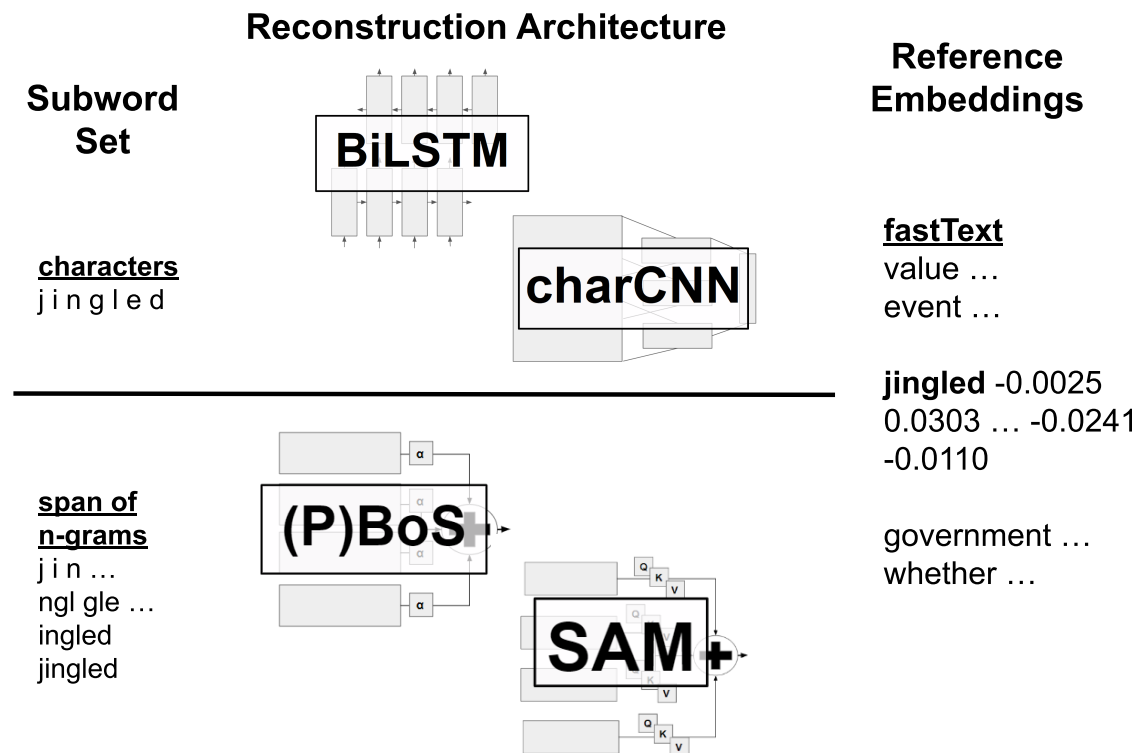 Reconstruction Architecture
Subword
Set
Reference
Embeddings
BiLSTM
charCNN
characters
j i n g l e d
fastText
value …
event …
jingled -0.0025
0.0303 … -0.0241
-0.0110
government …
whether …
span of
n-grams
j i n …
ngl gle …
ingled
jingled
α
α
(P)BoS
α
α
Q
K
V
Q
K
V
SAM
Q
K
V
Q
K
V